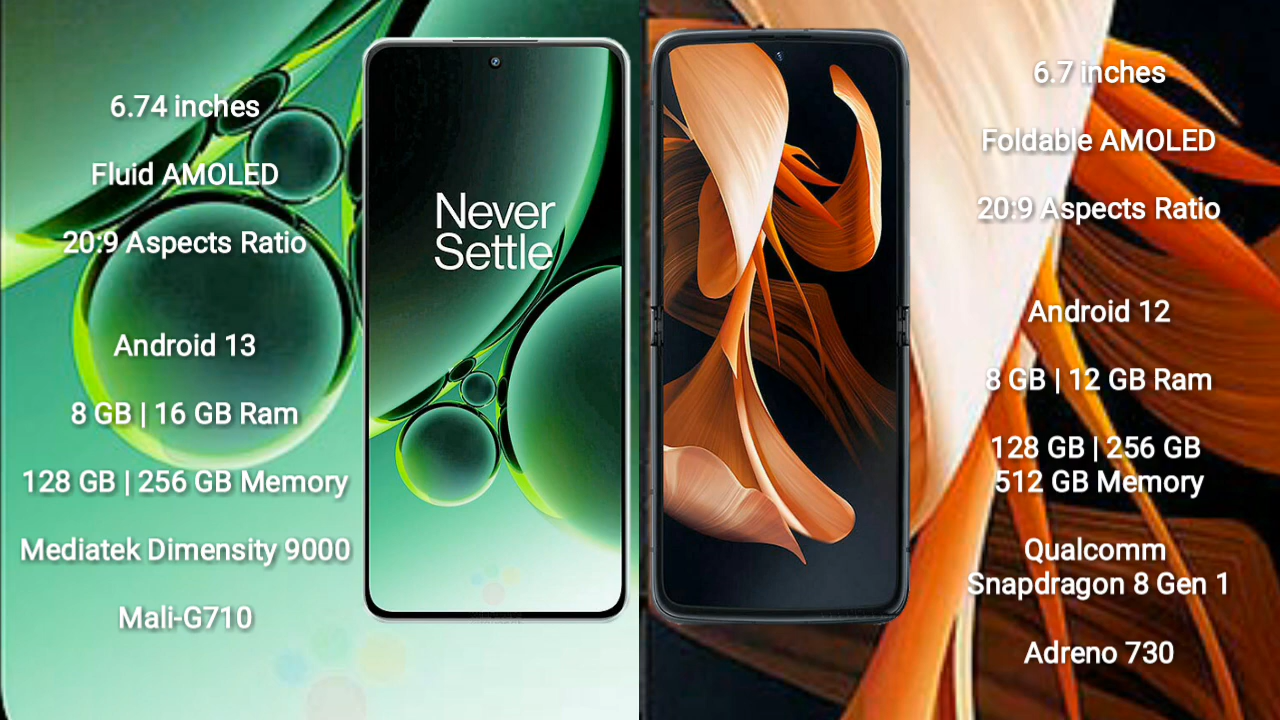 6.74 inches
Fluid AMOLED
20:9 Aspects Ratio
Android 13
8 GB | 16 GB Ram
128 GB | 256 GB Memory
Mediatek Dimensity 9000
Mali-G710
Never
Settle
6.7 inches
Foldable AMOLED
20:9 Aspects Ratio
Android 12
8 GB | 12 GB Ram
128 GB | 256 GB
512 GB Memory
Qualcomm
Snapdragon 8 Gen 1
Adreno 730